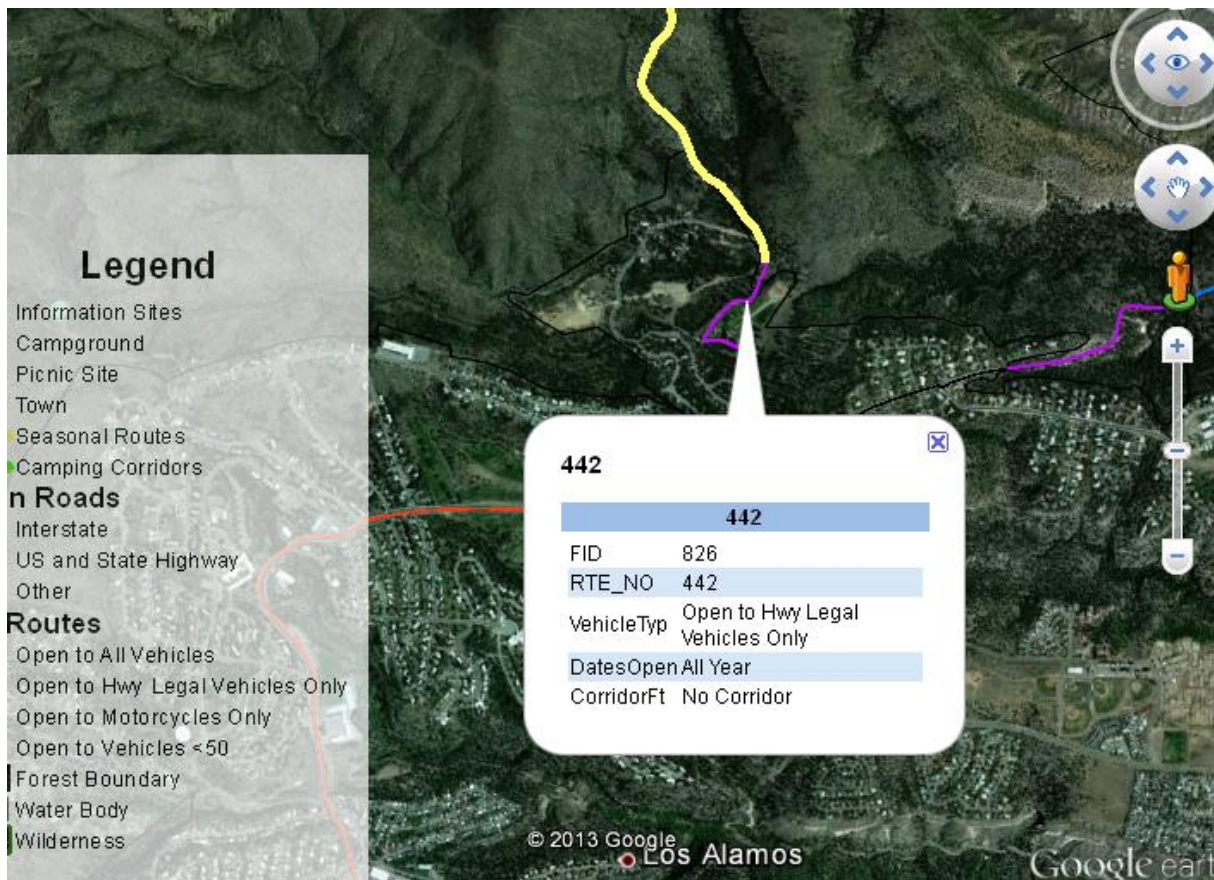 Legend
Information Sites
Campground
Picnic Site
Town
Seasonal Routes
Camping Corridors
n Roads
Interstate
US and State Highway
Other
Routes
Open to All Vehicles
Open to Hwy Legal Vehicles Only
Open to Motorcycles Only
Open to Vehicles <50
Forest Boundary
Water Body
Wilderness
442
442
FID 826
RTE_NO 442
VehicleTyp Open to Hwy Legal
Vehicles Only
DatesOpen All Year
CorridorFt No Corridor
© 2013 Google
Los Alamos
Google eart